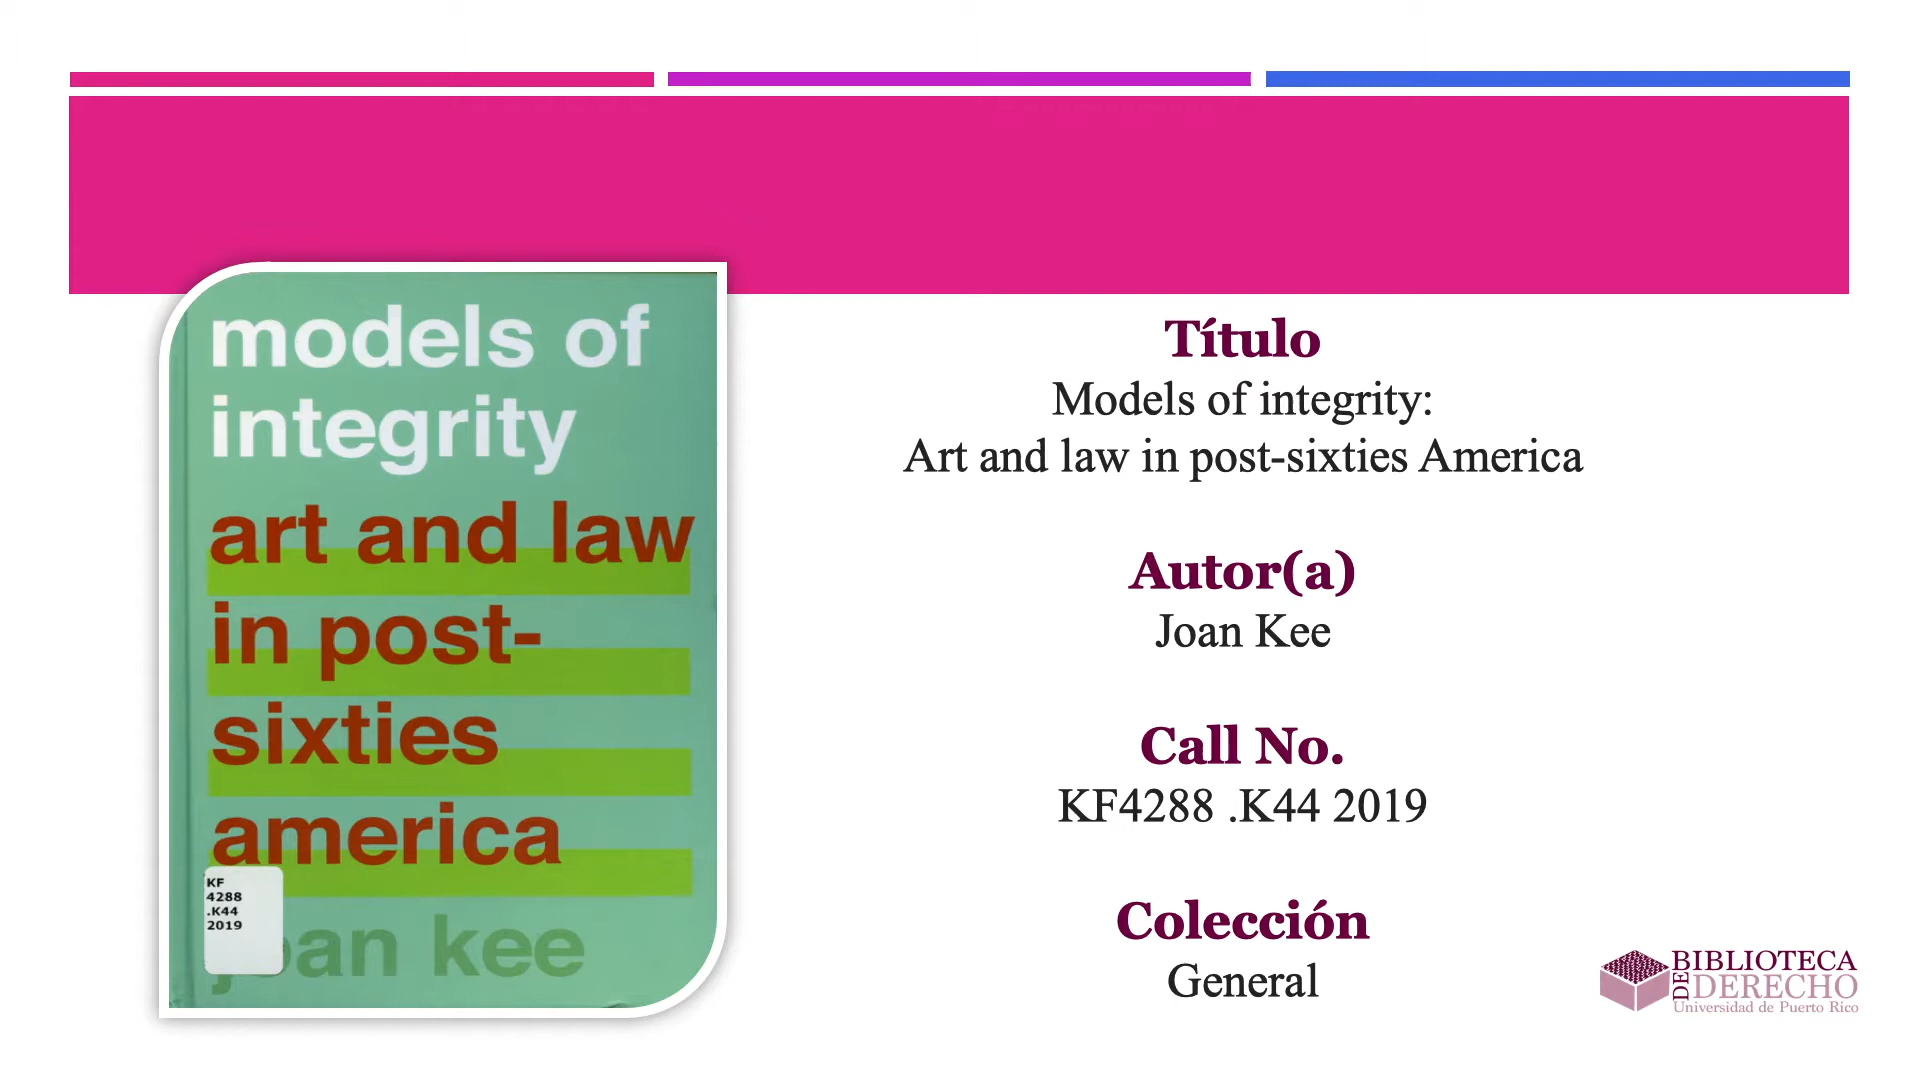 models of
integrity
art and law
in post-
sixties
america
KF
4288
.K44
2019
joan kee
Título
Models of integrity:
Art and law in post-sixties America
Autor(a)
Joan Kee
Call No.
KF4288 .K44 2019
Colección
General
BIBLIOTECA
DE DERECHO
Universidad de Puerto Rico